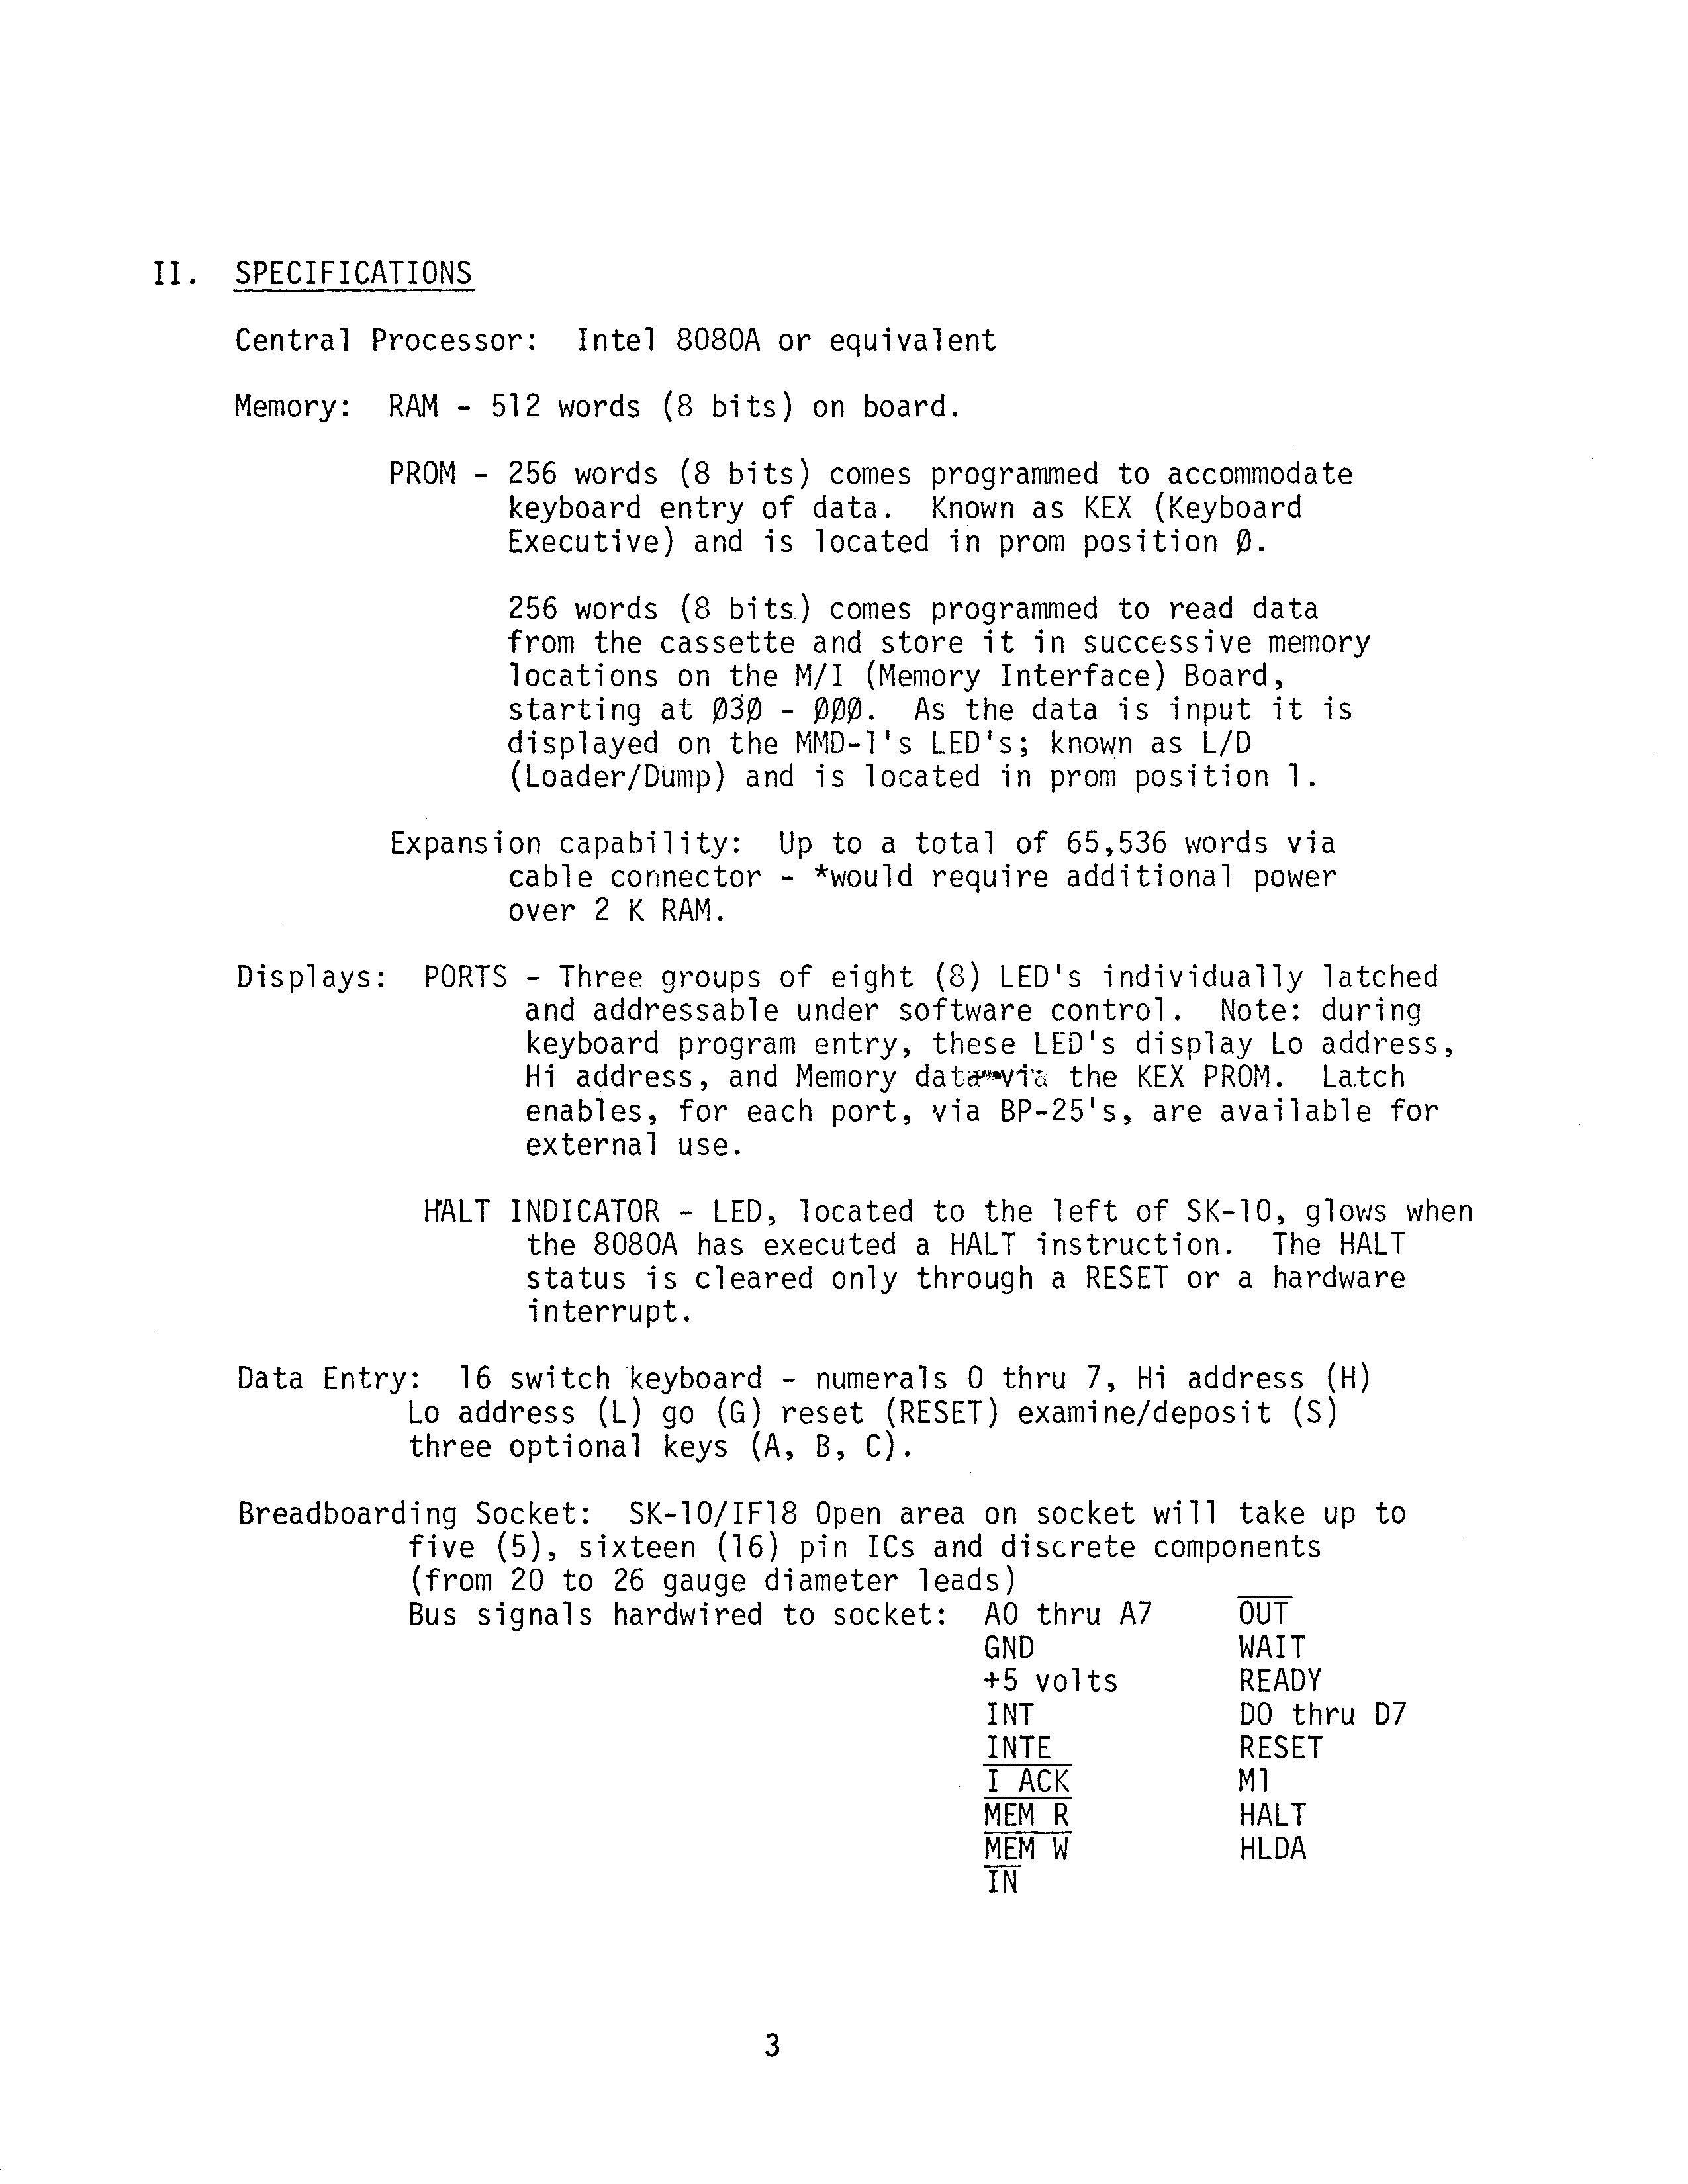 II. SPECIFICATIONS
Central Processor: Intel 8080A or equivalent
Memory: RAM - 512 words (8 bits) on board.
PROM - 256 words (8 bits) comes programmed to accommodate
keyboard entry of data. Known as KEX (Keyboard
Executive) and is located in prom position Ø.
256 words (8 bits) comes programmed to read data
from the cassette and store it in successive memory
locations on the M/I (Memory Interface) Board,
starting at Ø3Ø - ØØØ. As the data is input it is
displayed on the MMD-1's LED's; known as L/D
(Loader/Dump) and is located in prom position 1.
Expansion capability: Up to a total of 65,536 words via
cable connector - *would require additional power
over 2 K RAM.
Displays: PORTS - Three groups of eight (8) LED's individually latched
and addressable under software control. Note: during
keyboard program entry, these LED's display Lo address,
Hi address, and Memory data via the KEX PROM. Latch
enables, for each port, via BP-25's, are available for
external use.
HALT INDICATOR - LED, located to the left of SK-10, glows when
the 8080A has executed a HALT instruction. The HALT
status is cleared only through a RESET or a hardware
interrupt.
Data Entry: 16 switch keyboard - numerals 0 thru 7, Hi address (H)
Lo address (L) go (G) reset (RESET) examine/deposit (S)
three optional keys (A, B, C).
Breadboarding Socket: SK-10/IF18 Open area on socket will take up to
five (5), sixteen (16) pin ICs and discrete components
(from 20 to 26 gauge diameter leads)
Bus signals hardwired to socket: A0 thru A7 O̅U̅T̅
GND WAIT
+5 volts READY
INT D0 thru D7
INTE RESET
I̅ ̅A̅C̅K̅ M1
M̅E̅M̅ ̅R̅ HALT
M̅E̅M̅ ̅W̅ HLDA
I̅N̅
3